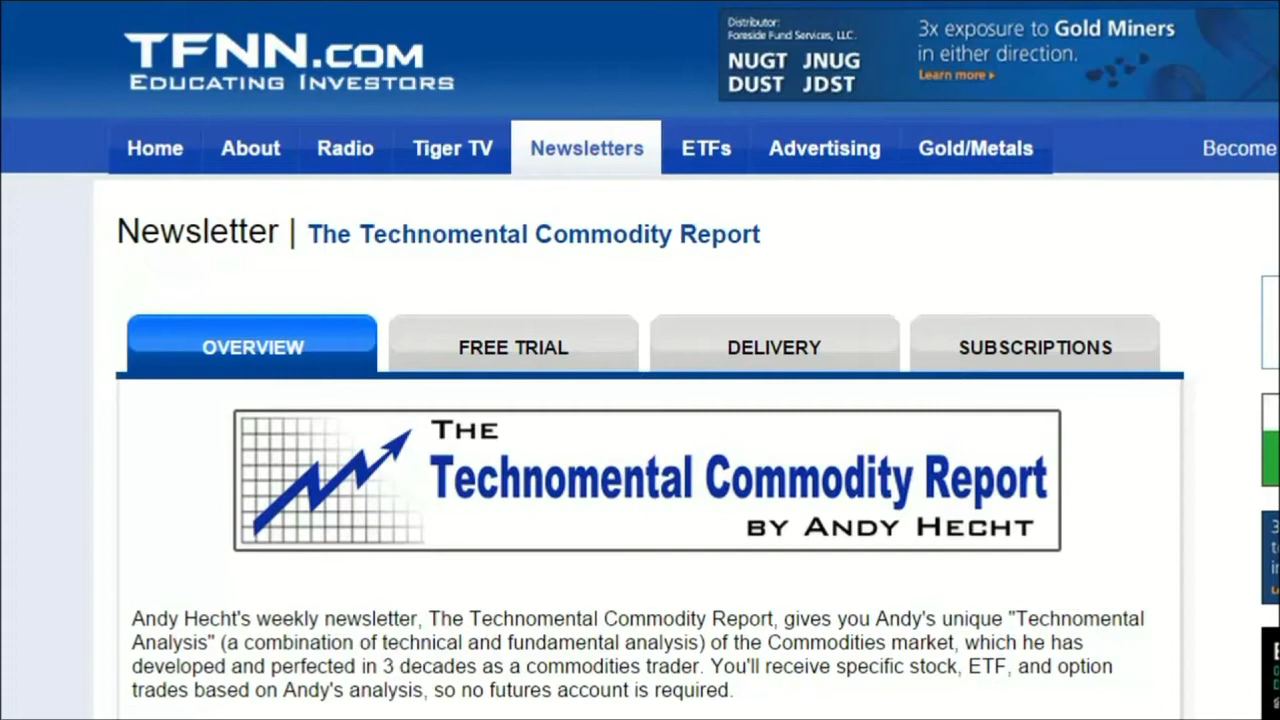 TFNN.COM
EDUCATING INVESTORS
Distributor:
Foreside Fund Services, LLC.
NUGT JNUG
DUST JDST
3x exposure to Gold Miners
in either direction.
Learn more
Home About Radio Tiger TV Newsletters ETFs Advertising Gold/Metals Become
Newsletter | The Technomental Commodity Report
OVERVIEW FREE TRIAL DELIVERY SUBSCRIPTIONS
THE
Technomental Commodity Report
BY ANDY HECHT
Andy Hecht's weekly newsletter, The Technomental Commodity Report, gives you Andy's unique "Technomental
Analysis" (a combination of technical and fundamental analysis) of the Commodities market, which he has
developed and perfected in 3 decades as a commodities trader. You'll receive specific stock, ETF, and option
trades based on Andy's analysis, so no futures account is required.